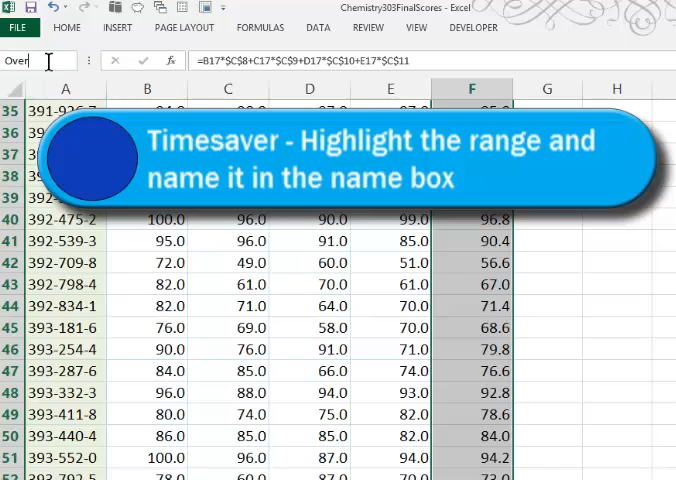 Chemistry303FinalScores - Excel
FILE HOME INSERT PAGE LAYOUT FORMULAS DATA REVIEW VIEW DEVELOPER
Over fx =B17*$C$8+C17*$C$9+D17*$C$10+E17*$C$11
A B C D E F G H
35
36
Timesaver - Highlight the range and
37
name it in the name box
38
39
40 392-475-2 100.0 96.0 90.0 99.0 96.8
41 392-539-3 95.0 96.0 91.0 85.0 90.4
42 392-709-8 72.0 49.0 60.0 51.0 56.6
43 392-798-4 82.0 61.0 70.0 61.0 67.0
44 392-834-1 82.0 71.0 64.0 70.0 71.4
45 393-181-6 76.0 69.0 58.0 70.0 68.6
46 393-254-4 90.0 76.0 91.0 71.0 79.8
47 393-287-6 84.0 85.0 66.0 74.0 76.6
48 393-332-3 96.0 88.0 94.0 93.0 92.8
49 393-411-8 80.0 74.0 75.0 82.0 78.6
50 393-440-4 86.0 85.0 85.0 82.0 84.0
51 393-552-0 100.0 96.0 87.0 94.0 94.2
52 393-792-5 78.0 60.0 87.0 70.0 73.0